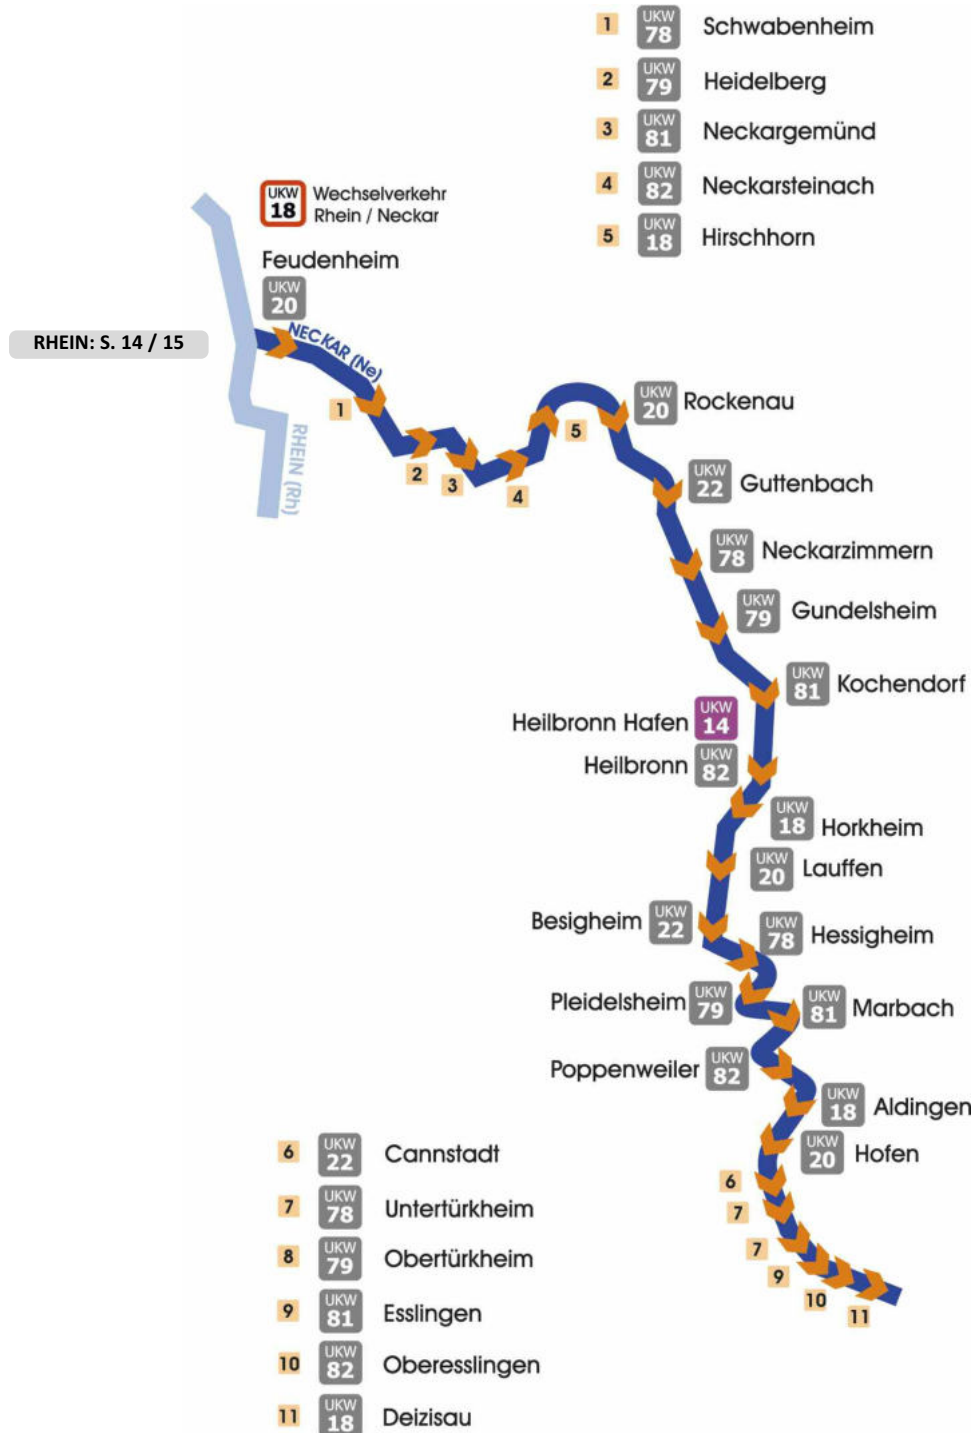 1 UKW 78 Schwabenheim
2 UKW 79 Heidelberg
3 UKW 81 Neckargemünd
4 UKW 82 Neckarsteinach
5 UKW 18 Hirschhorn
UKW 18 Wechselverkehr
Rhein / Neckar
Feudenheim
UKW 20
RHEIN: S. 14 / 15
NECKAR (Ne)
RHEIN (Rh)
1
2
3
4
5
UKW 20 Rockenau
UKW 22 Guttenbach
UKW 78 Neckarzimmern
UKW 79 Gundelsheim
UKW 81 Kochendorf
Heilbronn Hafen UKW 14
Heilbronn UKW 82
UKW 18 Horkheim
UKW 20 Lauffen
Besigheim UKW 22
UKW 78 Hessigheim
Pleidelsheim UKW 79
UKW 81 Marbach
Poppenweiler UKW 82
UKW 18 Aldingen
UKW 20 Hofen
6
7
7
9
10
11
6 UKW 22 Cannstadt
7 UKW 78 Untertürkheim
8 UKW 79 Obertürkheim
9 UKW 81 Esslingen
10 UKW 82 Oberesslingen
11 UKW 18 Deizisau